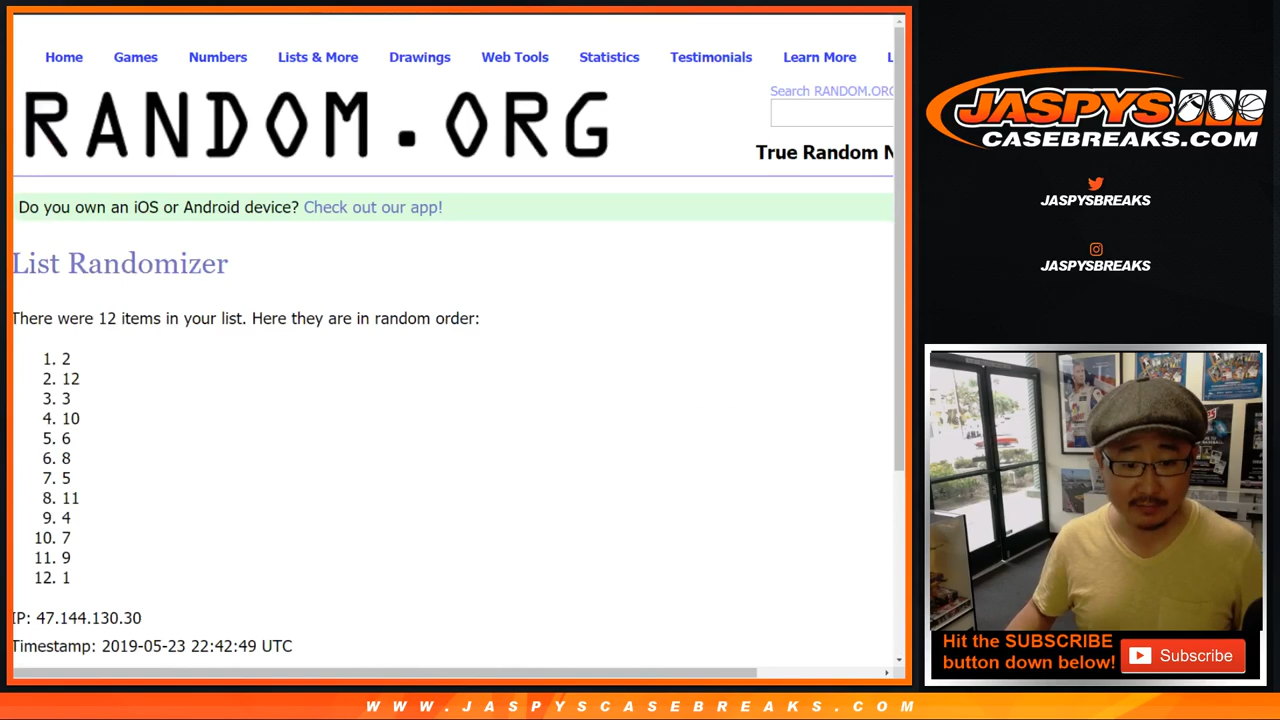 Home Games Numbers Lists & More Drawings Web Tools Statistics Testimonials Learn More L
Search RANDOM.ORG
RANDOM.ORG
True Random N
Do you own an iOS or Android device? Check out our app!
List Randomizer
There were 12 items in your list. Here they are in random order:
1. 2
2. 12
3. 3
4. 10
5. 6
6. 8
7. 5
8. 11
9. 4
10. 7
11. 9
12. 1
IP: 47.144.130.30
Timestamp: 2019-05-23 22:42:49 UTC
JASPYS
CASEBREAKS.COM
JASPYSBREAKS
JASPYSBREAKS
Hit the SUBSCRIBE
button down below!
Subscribe
WWW.JASPYSCASEBREAKS.COM